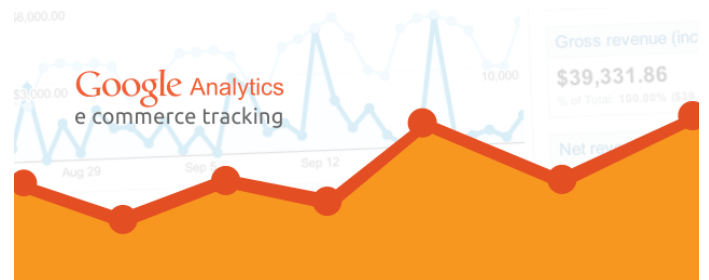 $6,000.00
Gross revenue (inc
Google Analytics
10,000
$39,331.86
$3,000.00
% of Total: 100.00% ($39,
e commerce tracking
Net rev
Aug 29
Sep 5
Sep 12